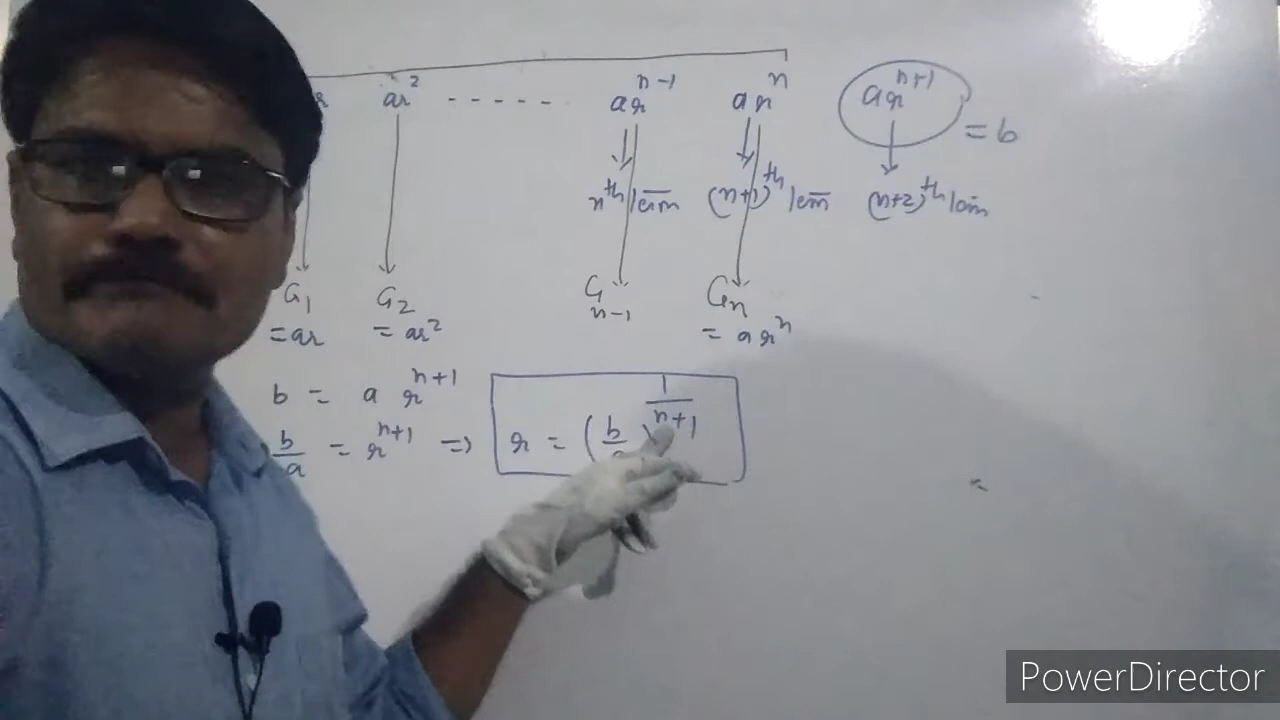 ar² - - - - - arⁿ⁻¹ arⁿ arⁿ⁺¹ = b
nᵗʰ term (n+1)ᵗʰ term (n+2)ᵗʰ term
G₁ G₂ Gₙ₋₁ Gₙ
= ar = ar² = arⁿ
b = a rⁿ⁺¹
b/a = rⁿ⁺¹ ⇒ r = (b/a)^(1/(n+1))
PowerDirector